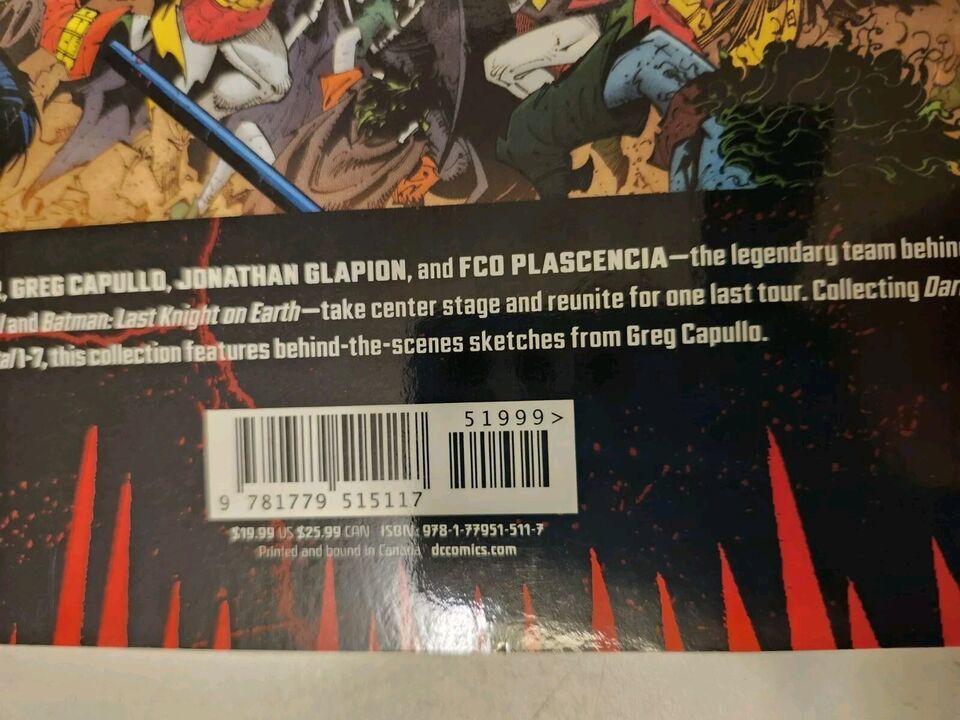 , GREG CAPULLO, JONATHAN GLAPION, and FCO PLASCENCIA—the legendary team behin
and Batman: Last Knight on Earth—take center stage and reunite for one last tour. Collecting Dar
al 1-7, this collection features behind-the-scenes sketches from Greg Capullo.
51999>
9 781779 515117
$19.99 US $25.99 CAN ISBN: 978-1-77951-511-7
Printed and bound in Canada dccomics.com